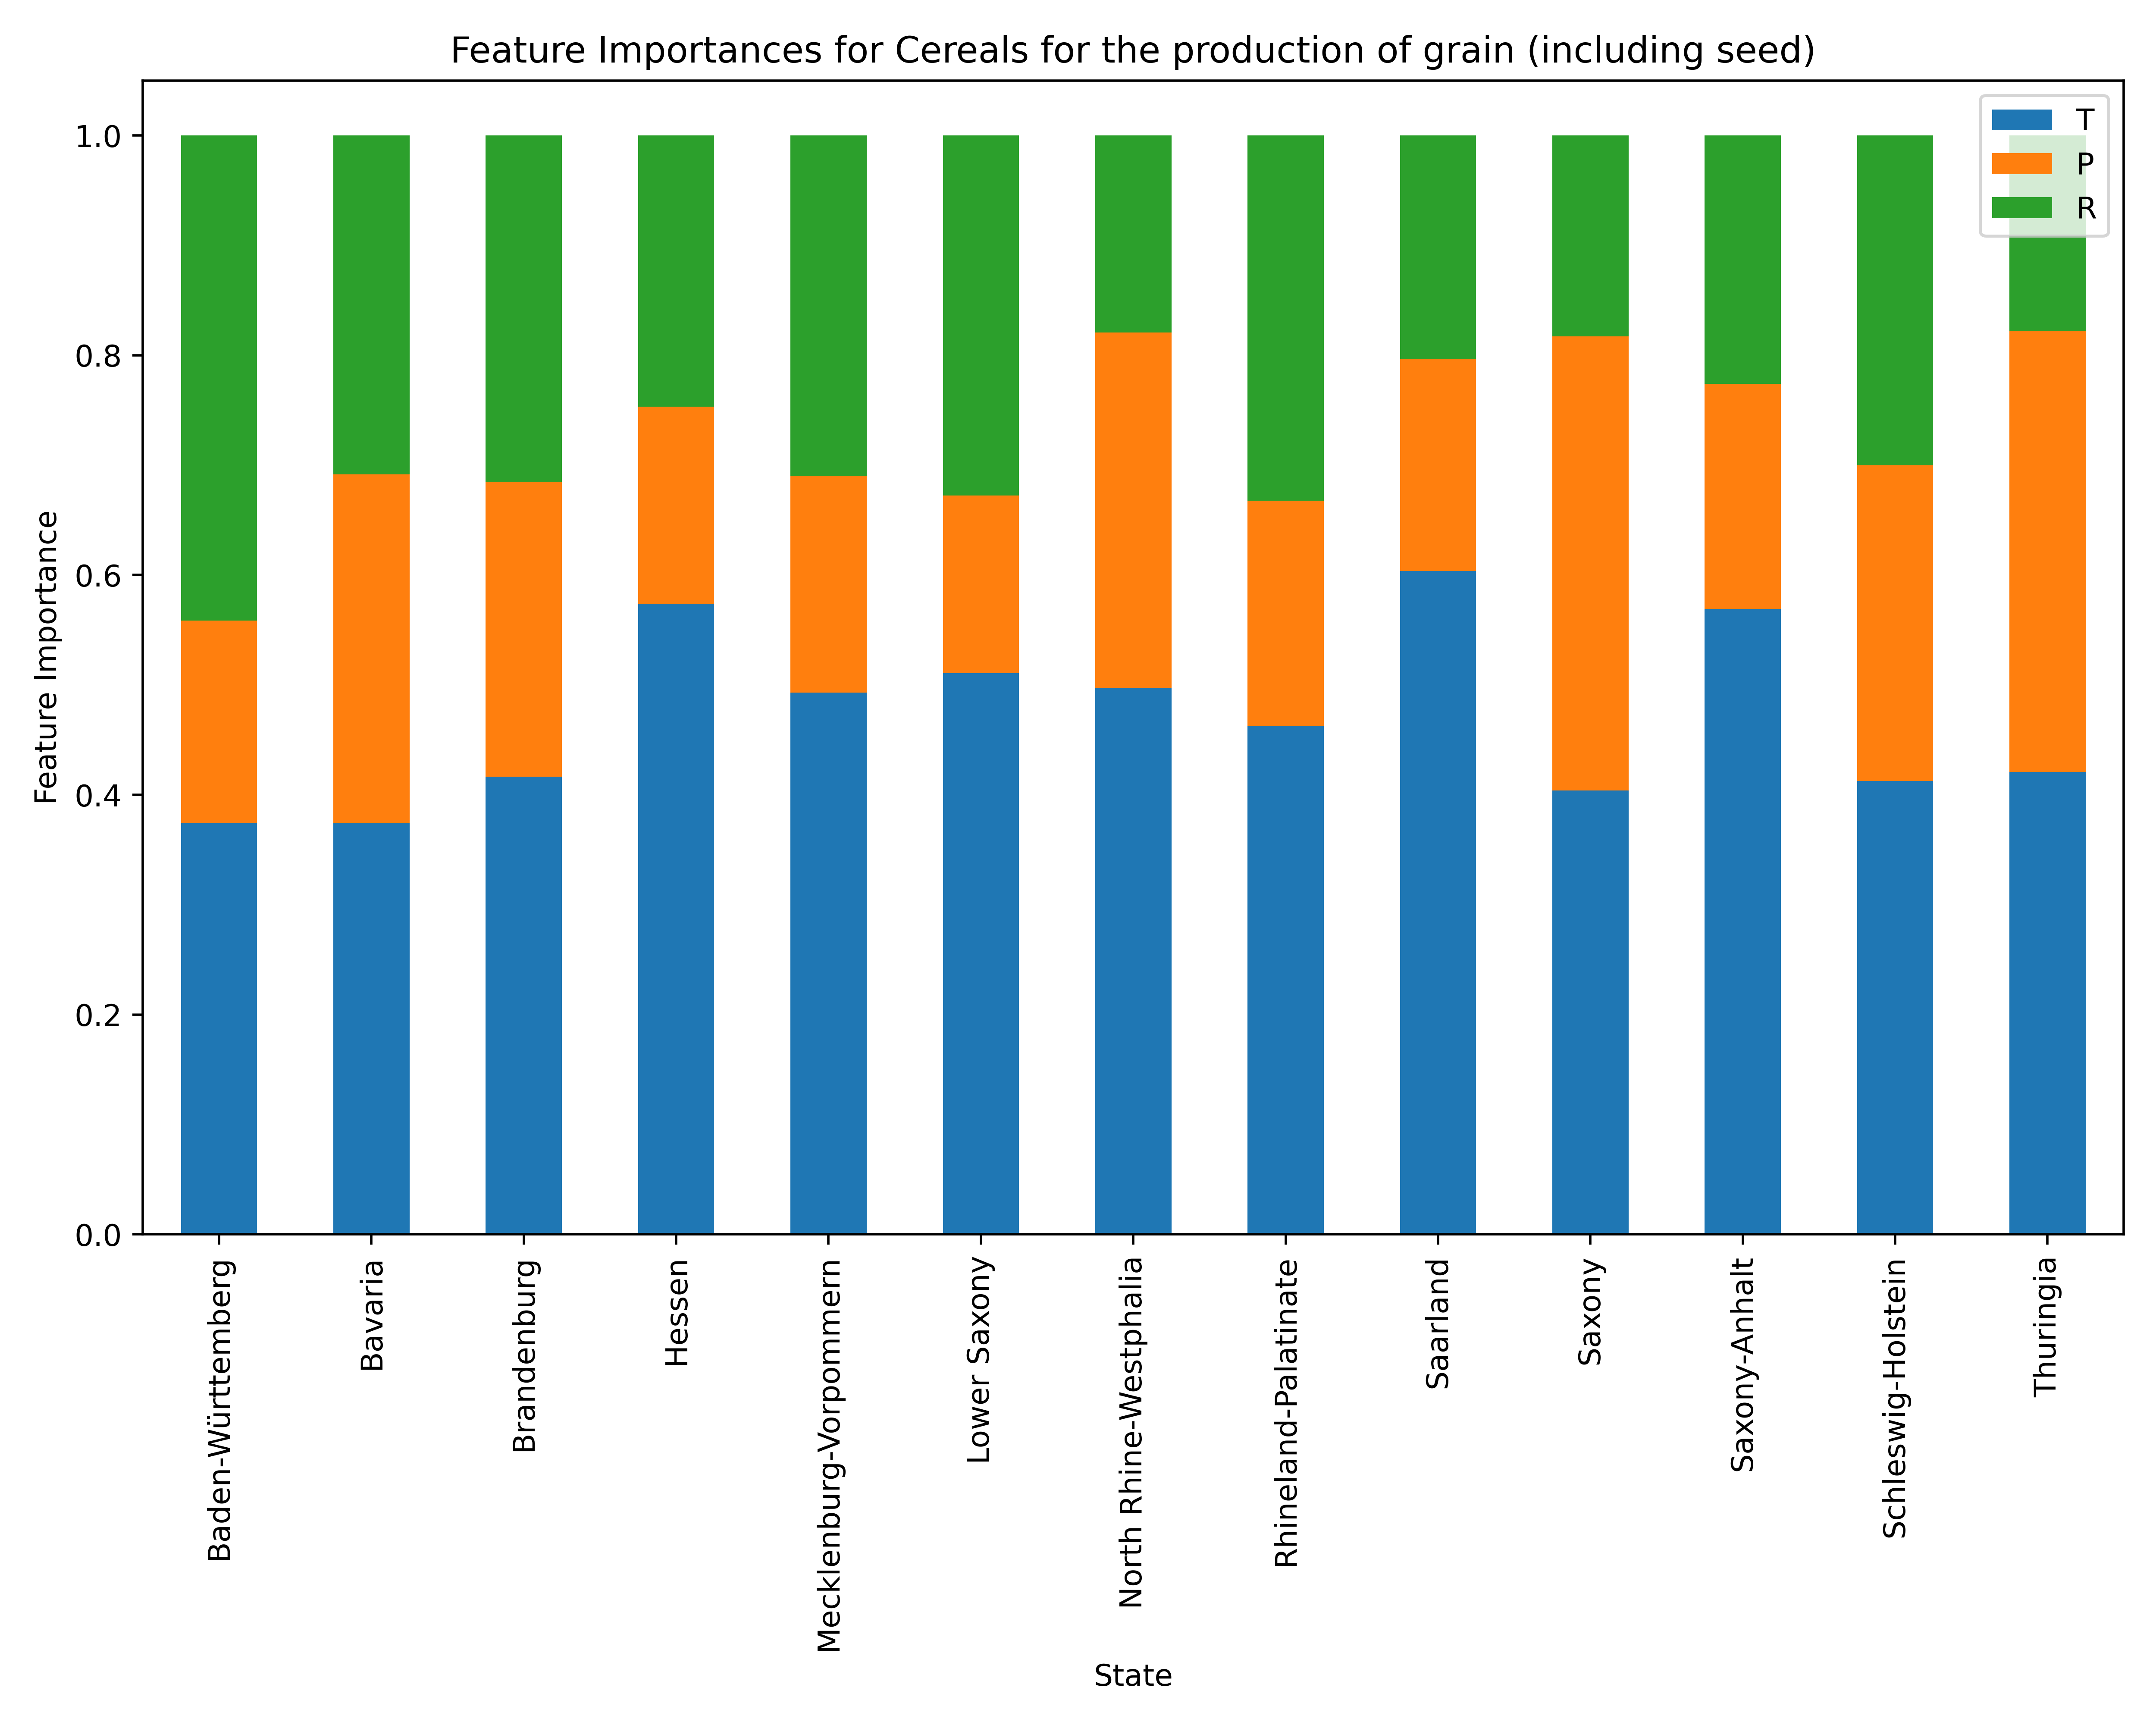 Feature Importances for Cereals for the production of grain (including seed)
T
P
R
Feature Importance
1.0
0.8
0.6
0.4
0.2
0.0
Baden-Württemberg
Bavaria
Brandenburg
Hessen
Mecklenburg-Vorpommern
Lower Saxony
North Rhine-Westphalia
Rhineland-Palatinate
Saarland
Saxony
Saxony-Anhalt
Schleswig-Holstein
Thuringia
State